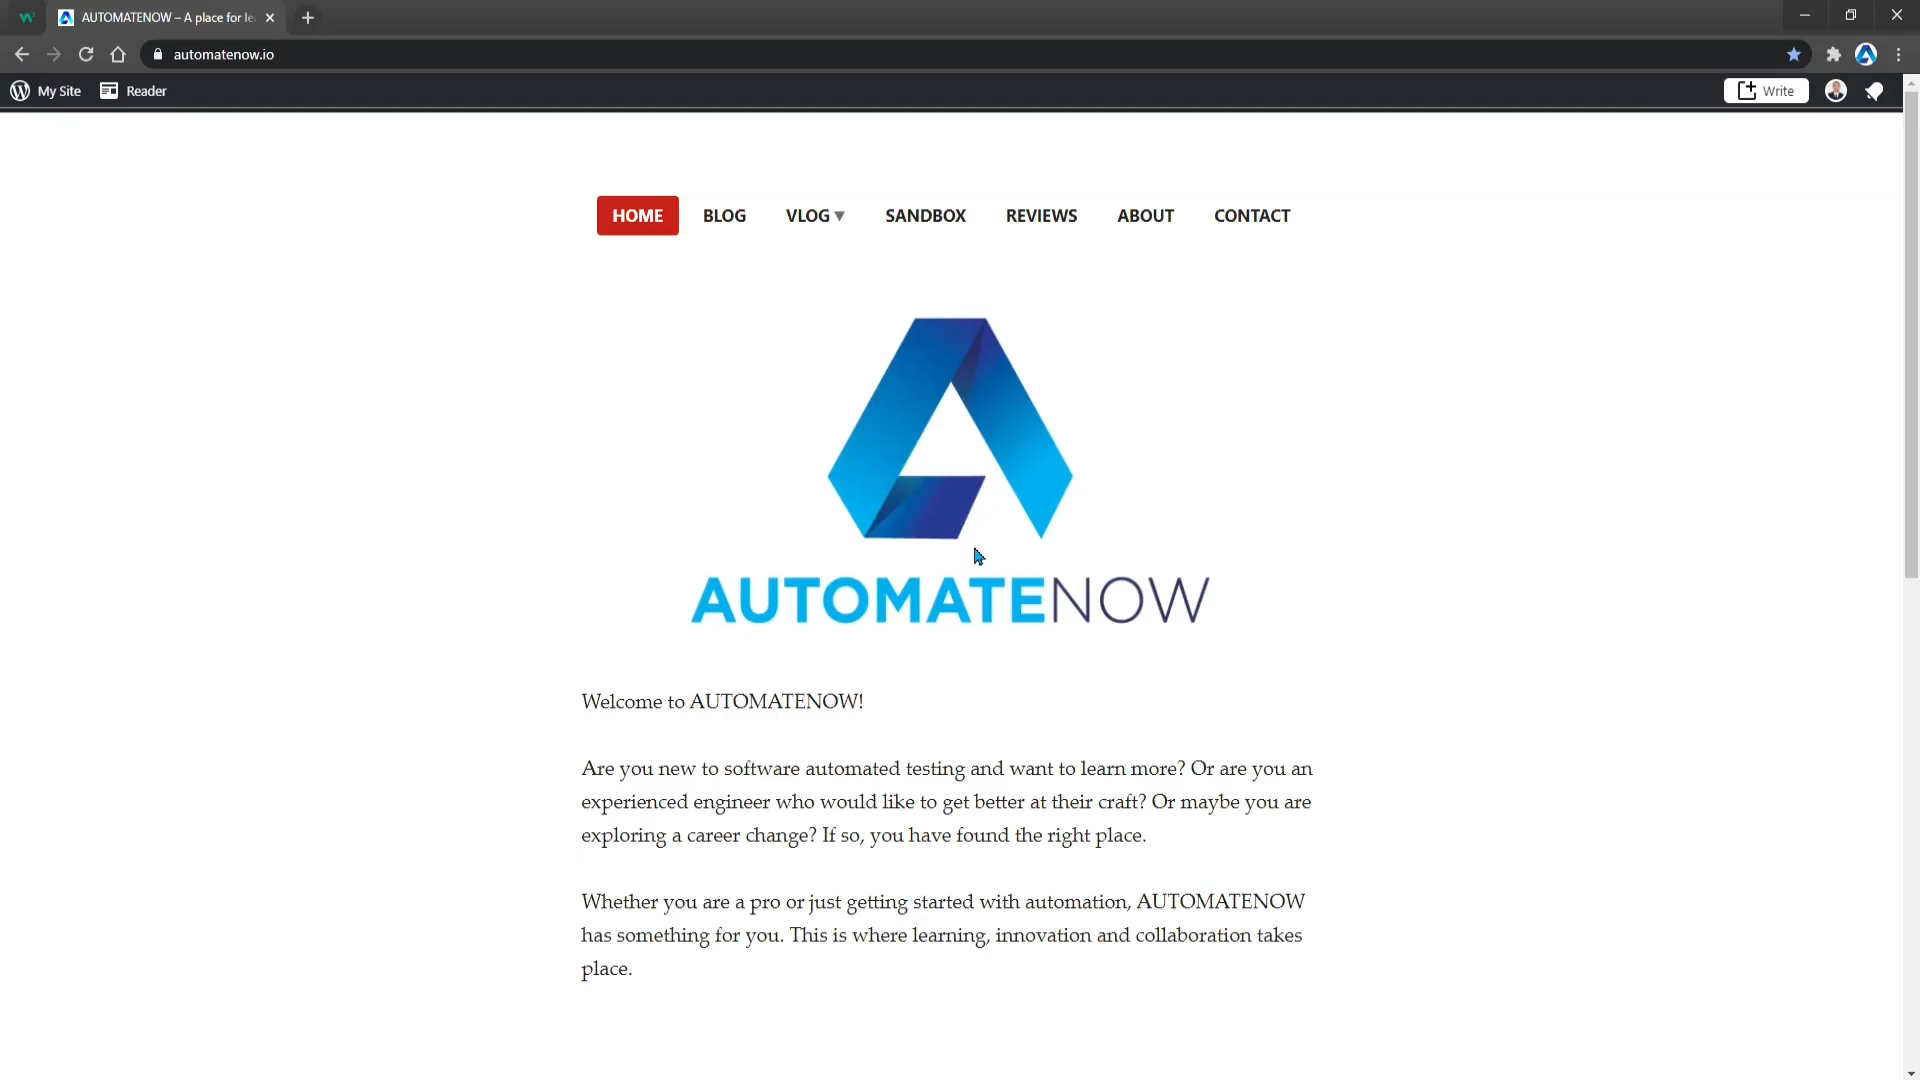 AUTOMATENOW – A place for le
automatenow.io
My Site Reader Write
HOME BLOG VLOG ▼ SANDBOX REVIEWS ABOUT CONTACT
AUTOMATENOW
Welcome to AUTOMATENOW!
Are you new to software automated testing and want to learn more? Or are you an
experienced engineer who would like to get better at their craft? Or maybe you are
exploring a career change? If so, you have found the right place.
Whether you are a pro or just getting started with automation, AUTOMATENOW
has something for you. This is where learning, innovation and collaboration takes
place.